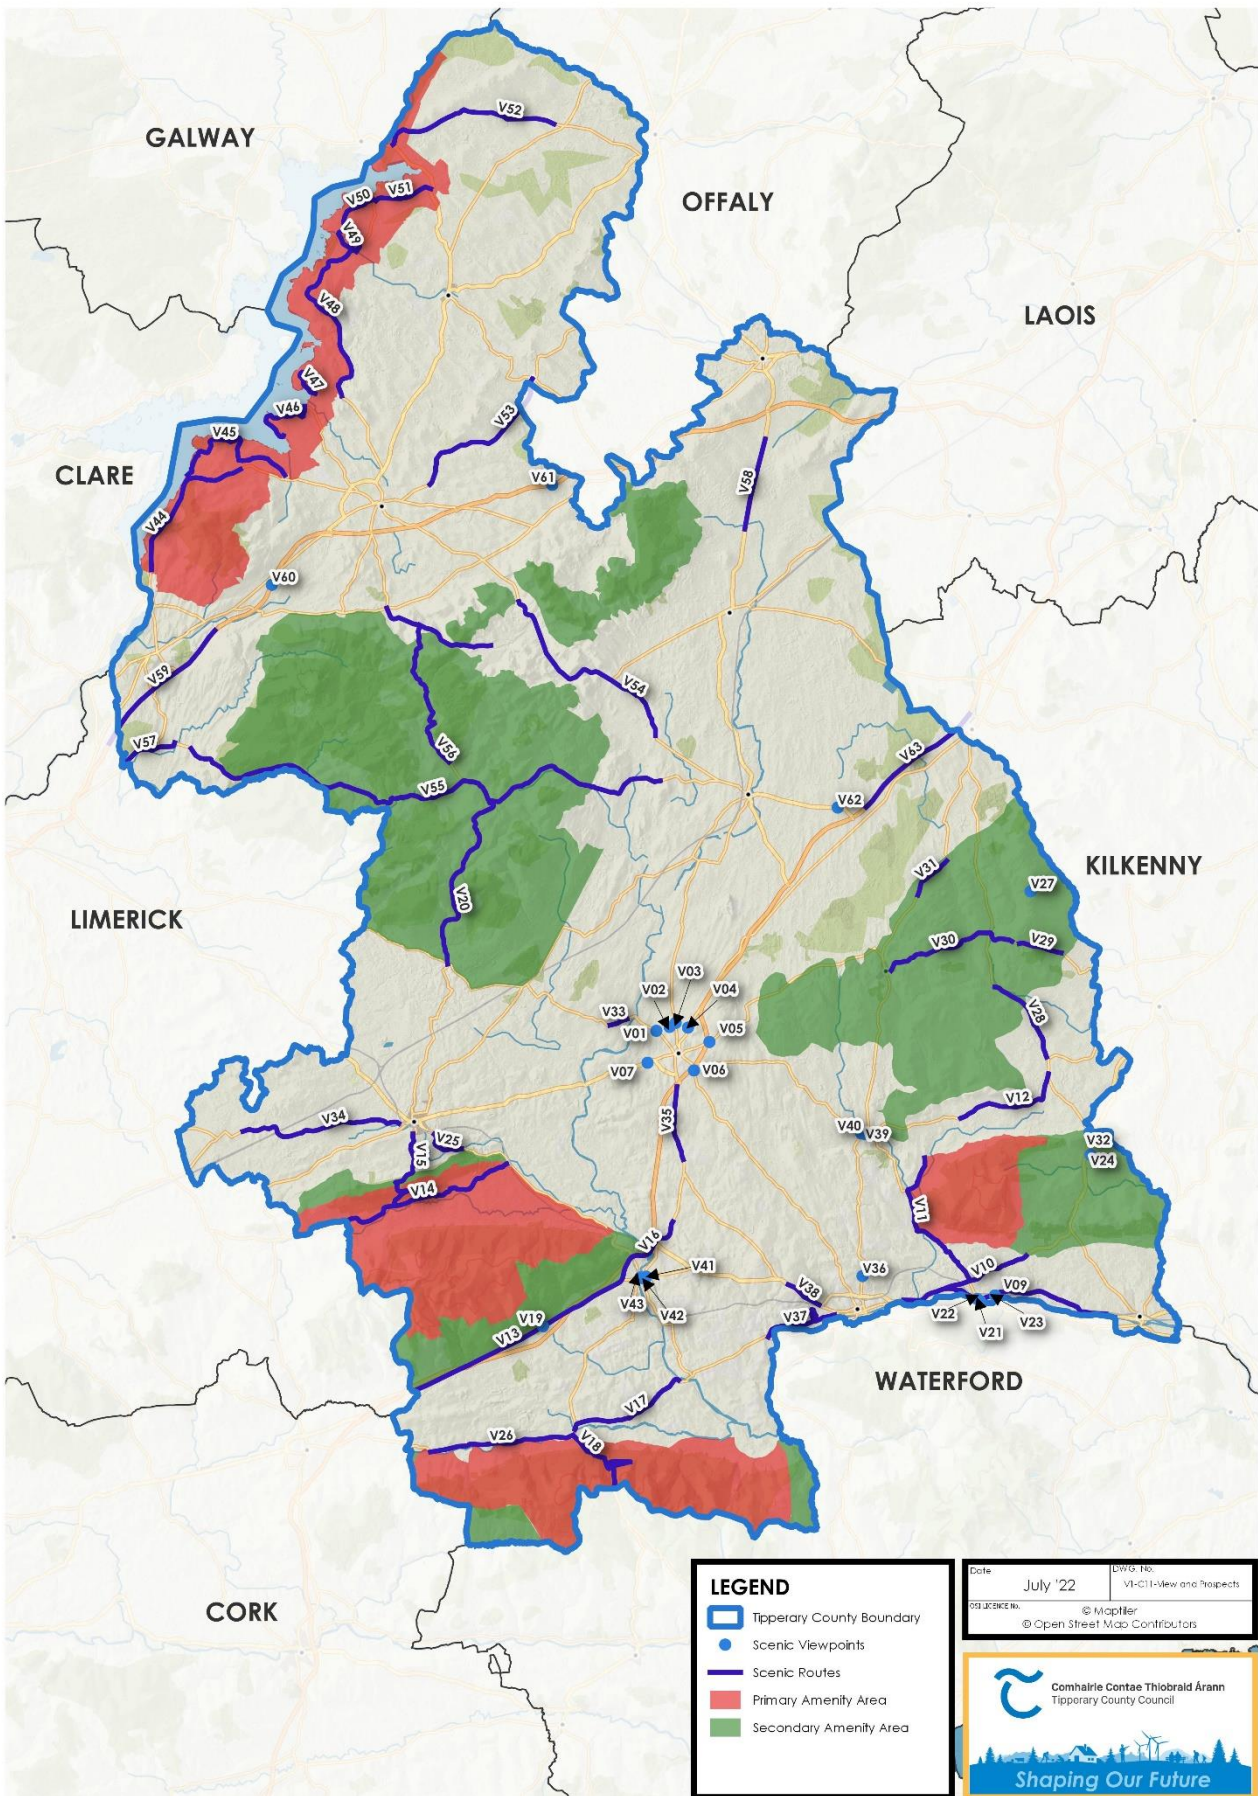 V52
GALWAY
V50
V51
OFFALY
V49
V48
LAOIS
V47
V46
V53
V45
CLARE
V61
V58
V44
V60
V59
V54
V57
V56
V63
V55
V62
V31
KILKENNY
V27
V20
LIMERICK
V30
V29
V03
V02
V04
V28
V33
V01
V05
V07
V06
V12
V35
V34
V40
V39
V32
V25
V15
V24
V14
V11
V16
V41
V36
V10
V38
V09
V43
V42
V19
V22
V23
V13
V37
V21
WATERFORD
V17
V26
V18
LEGEND
Tipperary County Boundary
Scenic Viewpoints
Scenic Routes
Primary Amenity Area
Secondary Amenity Area
Date
July '22
DWG. No.
V1-C11-View and Prospects
OSI LICENCE No.
© Maptiler
© Open Street Map Contributors
CORK
Comhairle Contae Thiobraid Árann
Tipperary County Council
Shaping Our Future